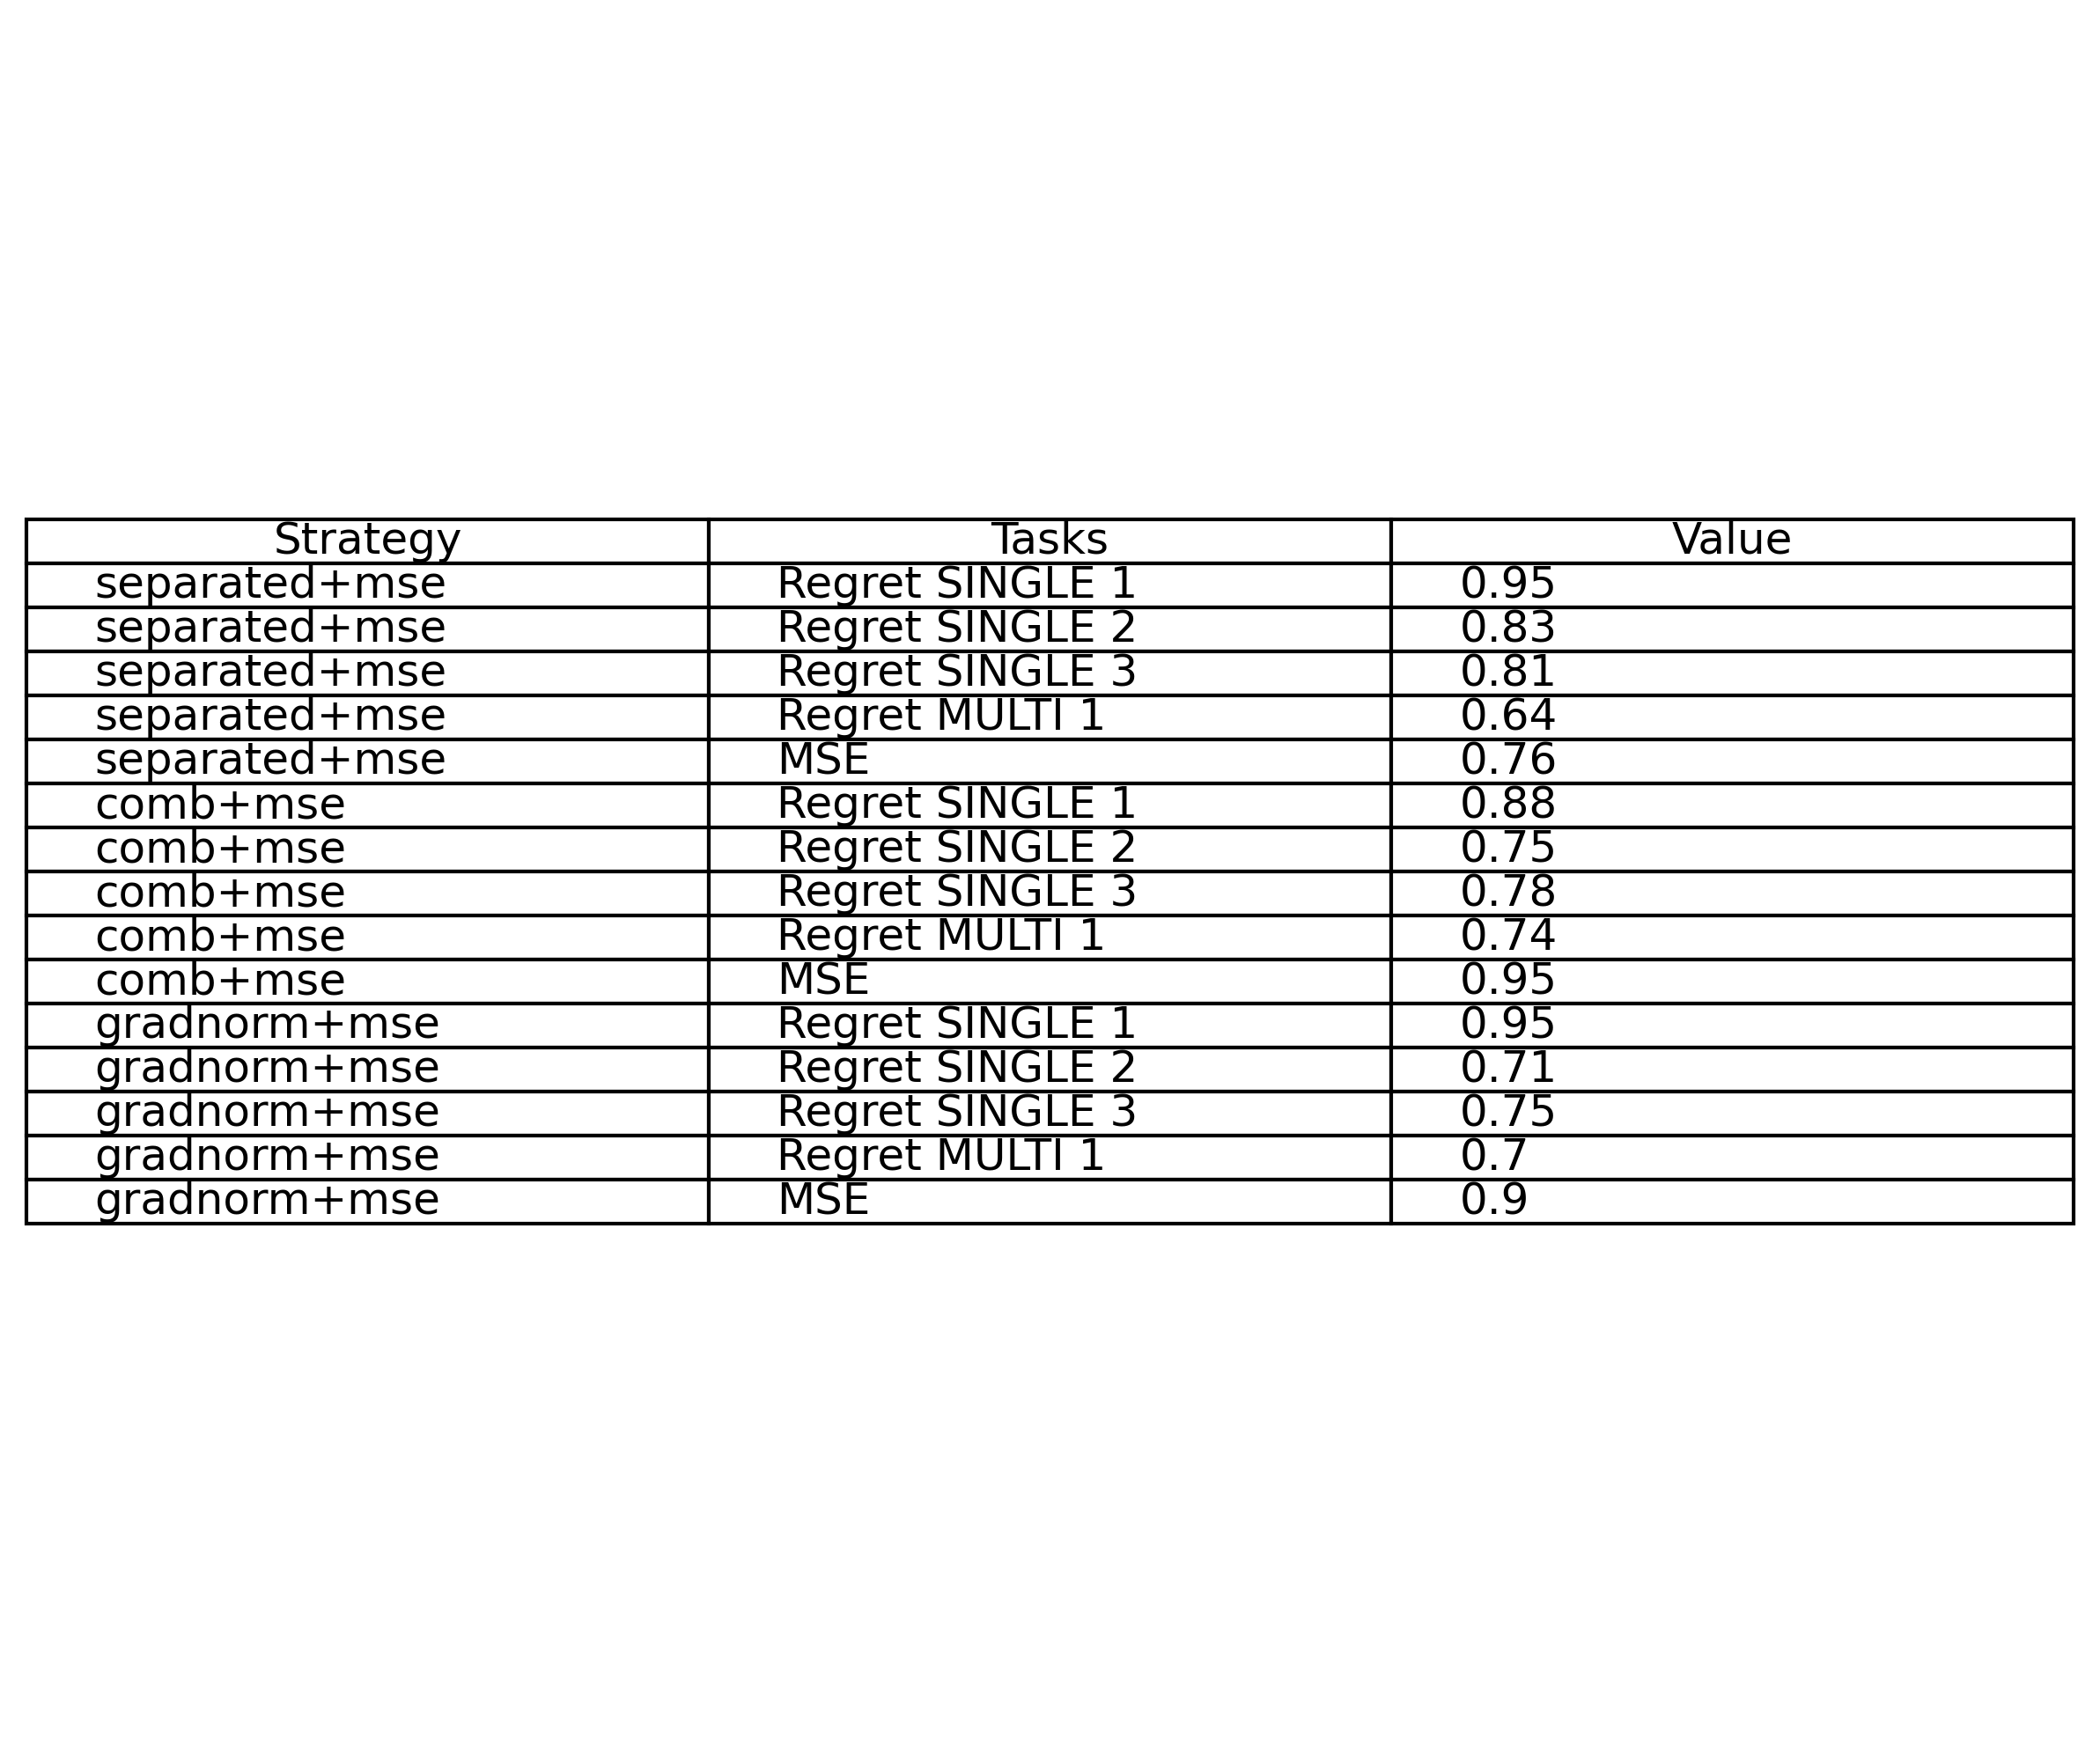 Strategy Tasks Value
separated+mse Regret SINGLE 1 0.95
separated+mse Regret SINGLE 2 0.83
separated+mse Regret SINGLE 3 0.81
separated+mse Regret MULTI 1 0.64
separated+mse MSE 0.76
comb+mse Regret SINGLE 1 0.88
comb+mse Regret SINGLE 2 0.75
comb+mse Regret SINGLE 3 0.78
comb+mse Regret MULTI 1 0.74
comb+mse MSE 0.95
gradnorm+mse Regret SINGLE 1 0.95
gradnorm+mse Regret SINGLE 2 0.71
gradnorm+mse Regret SINGLE 3 0.75
gradnorm+mse Regret MULTI 1 0.7
gradnorm+mse MSE 0.9